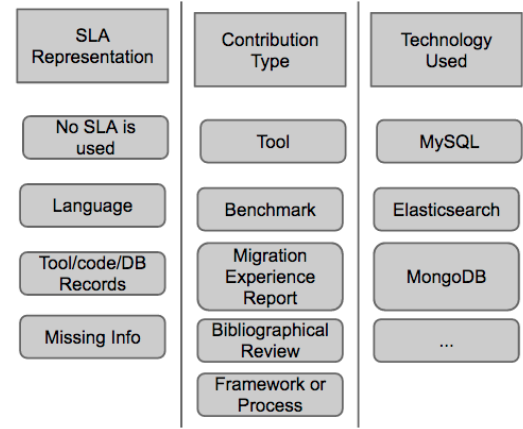 SLA
Representation
No SLA is
used
Language
Tool/code/DB
Records
Missing Info
Contribution
Type
Tool
Benchmark
Migration
Experience
Report
Bibliographical
Review
Framework or
Process
Technology
Used
MySQL
Elasticsearch
MongoDB
...